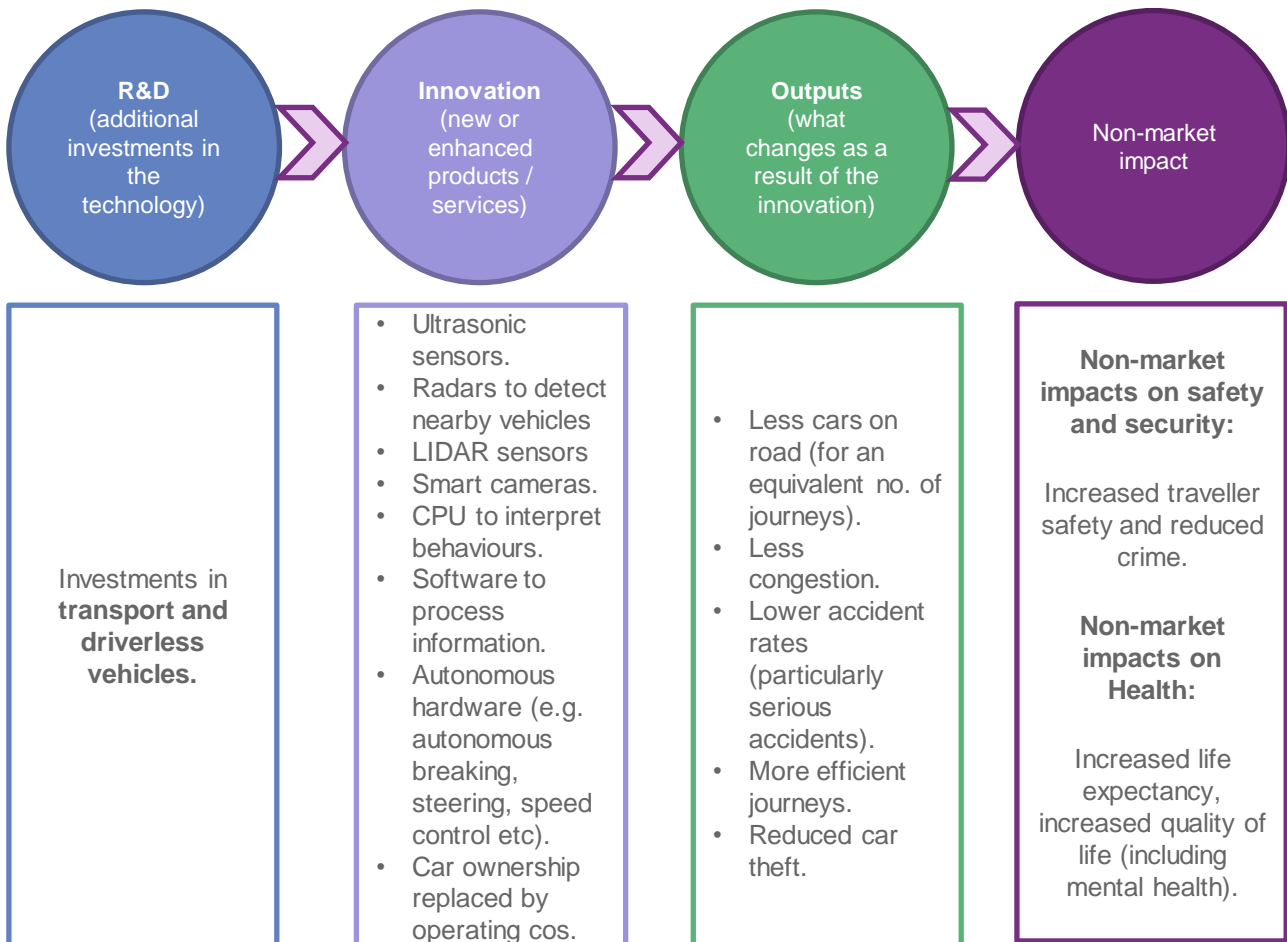 R&D
(additional
investments in
the
technology)
Innovation
(new or
enhanced
products /
services)
Outputs
(what
changes as a
result of the
innovation)
Non-market
impact
Investments in
transport and
driverless
vehicles.
• Ultrasonic
sensors.
• Radars to detect
nearby vehicles
• LIDAR sensors
• Smart cameras.
• CPU to interpret
behaviours.
• Software to
process
information.
• Autonomous
hardware (e.g.
autonomous
breaking,
steering, speed
control etc).
• Car ownership
replaced by
operating cos.
• Less cars on
road (for an
equivalent no. of
journeys).
• Less
congestion.
• Lower accident
rates
(particularly
serious
accidents).
• More efficient
journeys.
• Reduced car
theft.
Non-market
impacts on safety
and security:
Increased traveller
safety and reduced
crime.
Non-market
impacts on
Health:
Increased life
expectancy,
increased quality of
life (including
mental health).